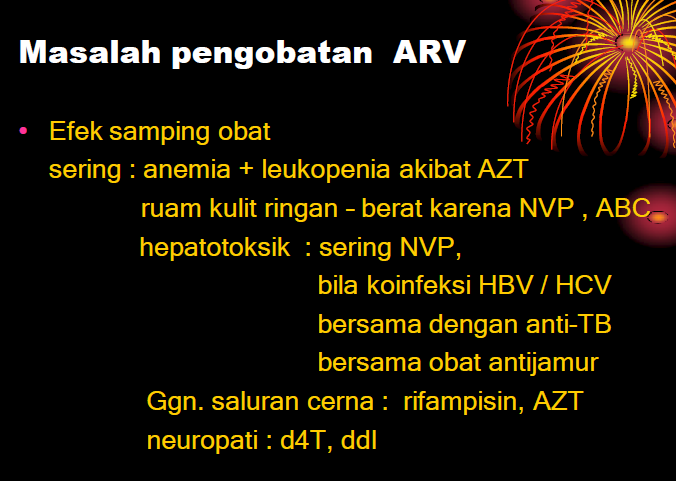 Masalah pengobatan ARV
• Efek samping obat
sering : anemia + leukopenia akibat AZT
ruam kulit ringan - berat karena NVP , ABC
hepatotoksik : sering NVP,
bila koinfeksi HBV / HCV
bersama dengan anti-TB
bersama obat antijamur
Ggn. saluran cerna : rifampisin, AZT
neuropati : d4T, ddI